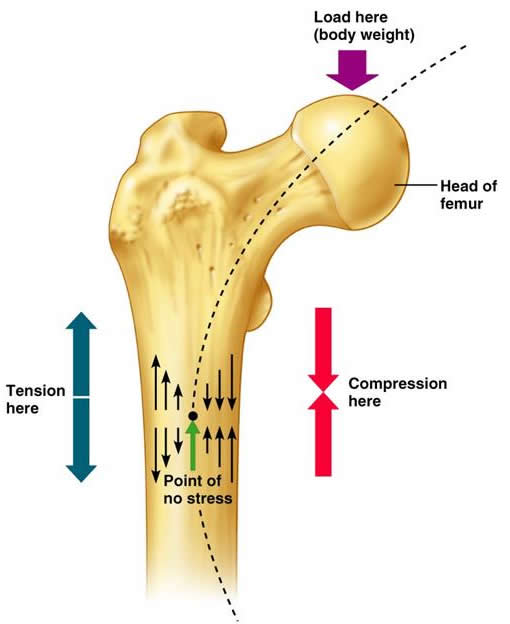 Load here
(body weight)
Head of
femur
Tension
here
Compression
here
Point of
no stress